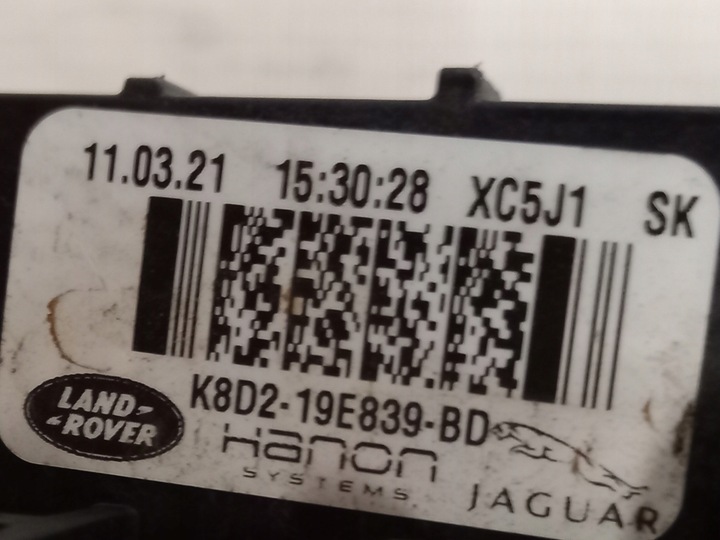 11.03.21 15:30:28 XC5J1 SK
K8D2-19E839-BD
LAND-
-ROVER
Hanon
SYSTEMS
JAGUAR